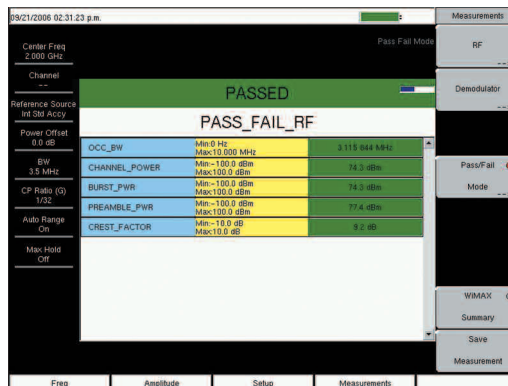 09/21/2006 02:31:23 p.m.
Measurements
Center Freq
2.000 GHz
Channel
--
Reference Source
Int Std Accy
Power Offset
0.0 dB
BW
3.5 MHz
CP Ratio (G)
1/32
Auto Range
On
Max Hold
Off
Pass Fail Mode
PASSED
PASS_FAIL_RF
OCC_BW
Min:0 Hz
Max:10.000 MHz
3.115 044 MHz
CHANNEL_POWER
Min:-100.0 dBm
Max:100.0 dBm
74.3 dBm
BURST_PWR
Min:-100.0 dBm
Max:100.0 dBm
74.3 dBm
PREAMBLE_PWR
Min:-100.0 dBm
Max:100.0 dBm
77.4 dBm
CREST_FACTOR
Min:-10.0 dB
Max:10.0 dB
9.2 dB
RF
--
Demodulator
--
Pass/Fail
Mode
--
WiMAX
Summary
Save
Measurement
Freq
Amplitude
Setup
Measurements